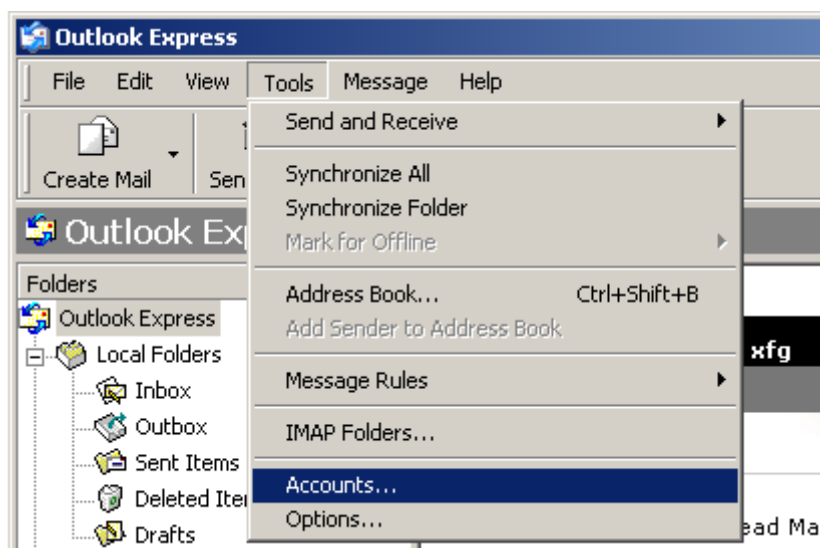 Outlook Express
File Edit View Tools Message Help
Send and Receive
Create Mail Sen
Synchronize All
Synchronize Folder
Outlook Ex
Mark for Offline
Folders
Address Book... Ctrl+Shift+B
Outlook Express
Add Sender to Address Book
Local Folders
xfg
Message Rules
Inbox
Outbox
IMAP Folders...
Sent Items
Accounts...
Deleted Ite
Options...
Drafts
ead Ma